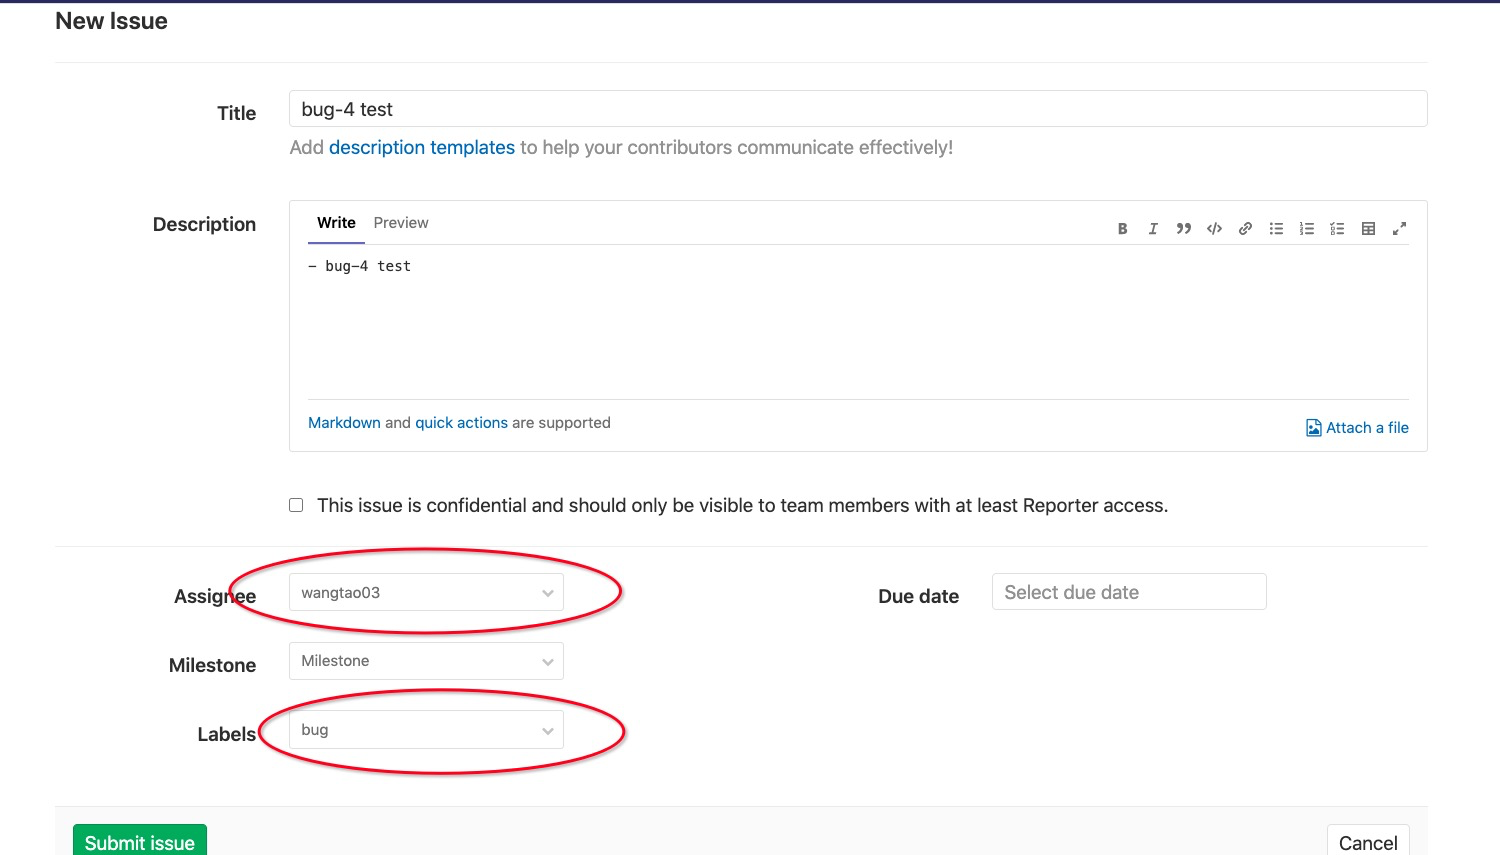 New Issue
Title
bug-4 test
Add description templates to help your contributors communicate effectively!
Description
Write Preview
- bug-4 test
Markdown and quick actions are supported
Attach a file
This issue is confidential and should only be visible to team members with at least Reporter access.
Assignee
wangtao03
Due date
Select due date
Milestone
Milestone
Labels
bug
Submit issue
Cancel